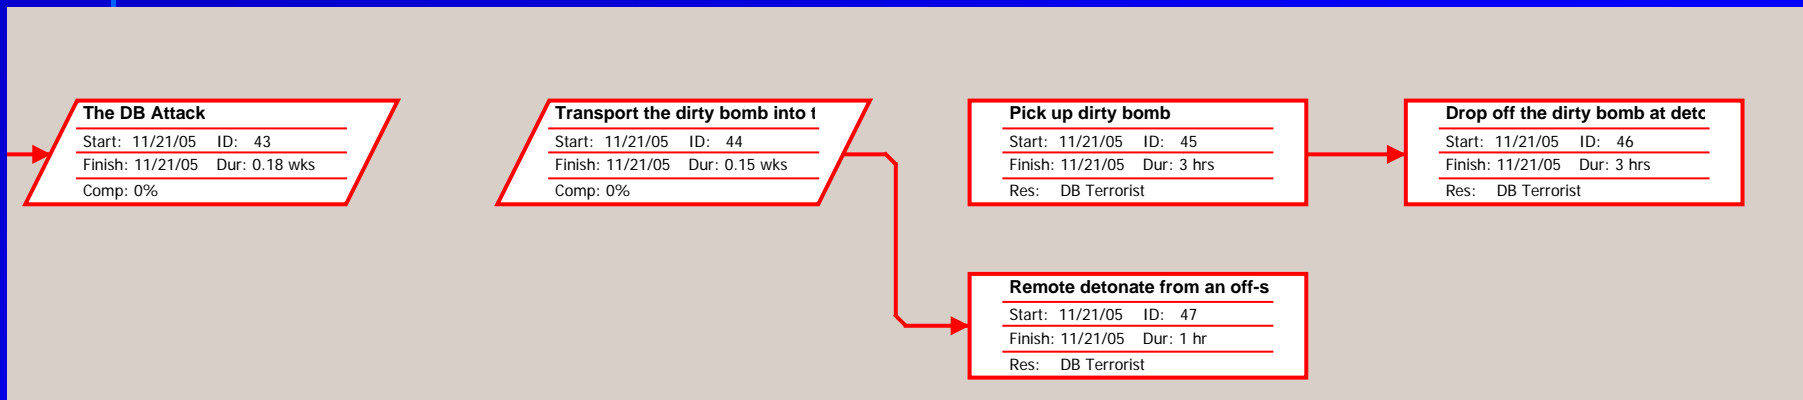 The DB Attack
Start: 11/21/05 ID: 43
Finish: 11/21/05 Dur: 0.18 wks
Comp: 0%
Transport the dirty bomb into t
Start: 11/21/05 ID: 44
Finish: 11/21/05 Dur: 0.15 wks
Comp: 0%
Pick up dirty bomb
Start: 11/21/05 ID: 45
Finish: 11/21/05 Dur: 3 hrs
Res: DB Terrorist
Drop off the dirty bomb at detc
Start: 11/21/05 ID: 46
Finish: 11/21/05 Dur: 3 hrs
Res: DB Terrorist
Remote detonate from an off-s
Start: 11/21/05 ID: 47
Finish: 11/21/05 Dur: 1 hr
Res: DB Terrorist